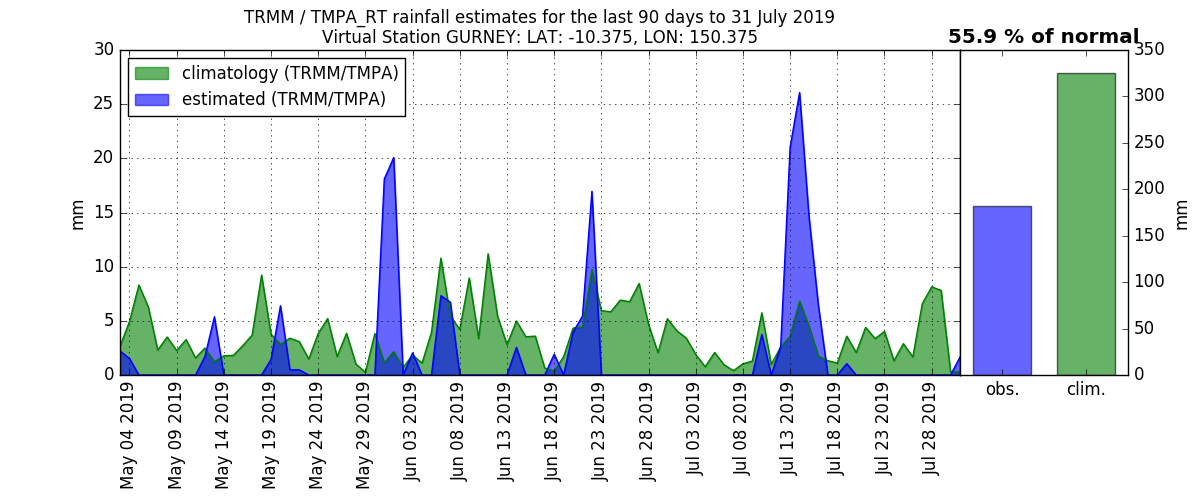 TRMM / TMPA_RT rainfall estimates for the last 90 days to 31 July 2019
Virtual Station GURNEY: LAT: -10.375, LON: 150.375
55.9 % of normal
climatology (TRMM/TMPA)
estimated (TRMM/TMPA)
mm
30
25
20
15
10
5
0
May 04 2019
May 09 2019
May 14 2019
May 19 2019
May 24 2019
May 29 2019
Jun 03 2019
Jun 08 2019
Jun 13 2019
Jun 18 2019
Jun 23 2019
Jun 28 2019
Jul 03 2019
Jul 08 2019
Jul 13 2019
Jul 18 2019
Jul 23 2019
Jul 28 2019
obs.
clim.
350
300
250
200
150
100
50
0
mm